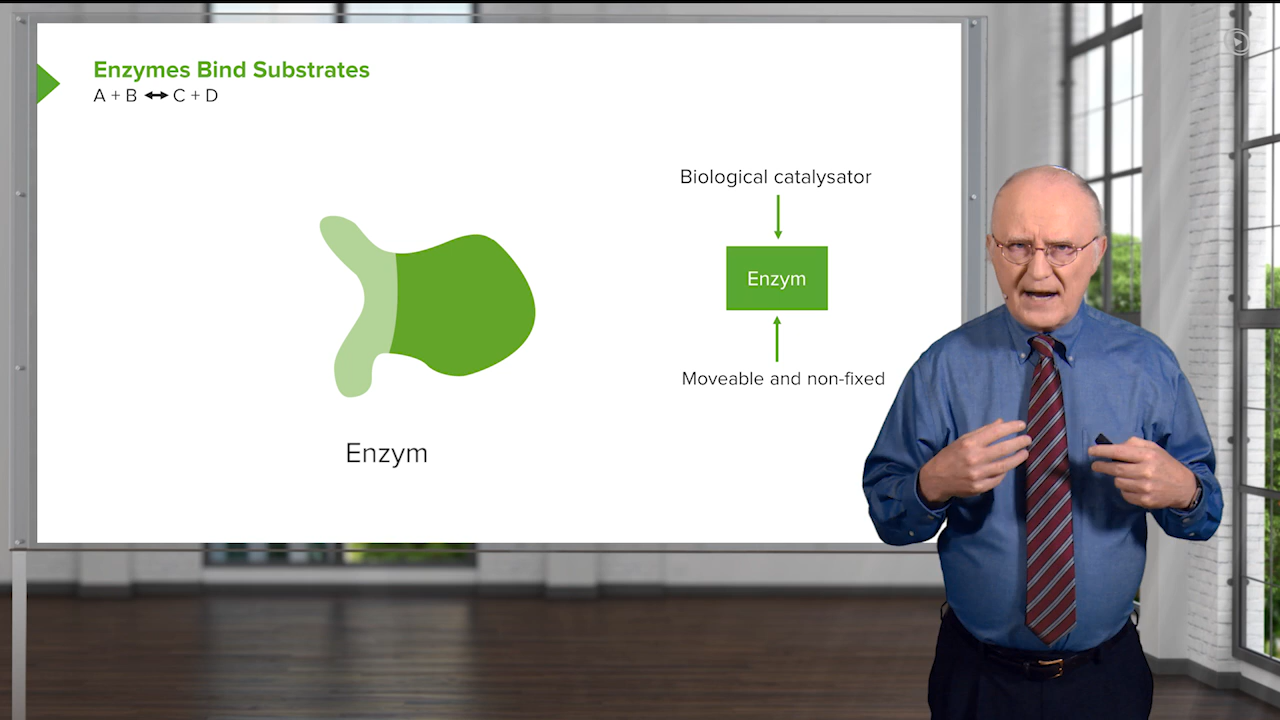 Enzymes Bind Substrates
A + B ↔ C + D
Biological catalysator
Enzym
Moveable and non-fixed
Enzym